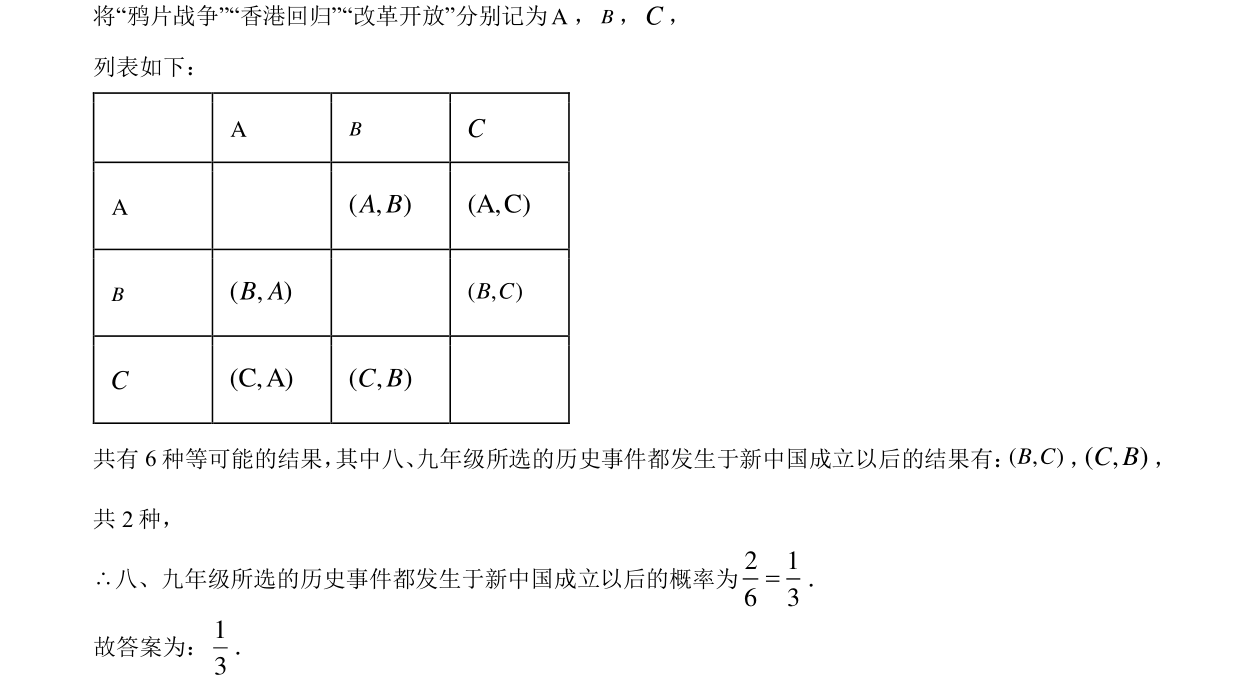 将“鸦片战争”“香港回归”“改革开放”分别记为 A，B，C，
列表如下：
A B C
A (A,B) (A,C)
B (B,A) (B,C)
C (C,A) (C,B)
共有 6 种等可能的结果，其中八、九年级所选的历史事件都发生于新中国成立以后的结果有：(B,C)，(C,B)，
共 2 种，
∴八、九年级所选的历史事件都发生于新中国成立以后的概率为 2/6 = 1/3．
故答案为： 1/3．